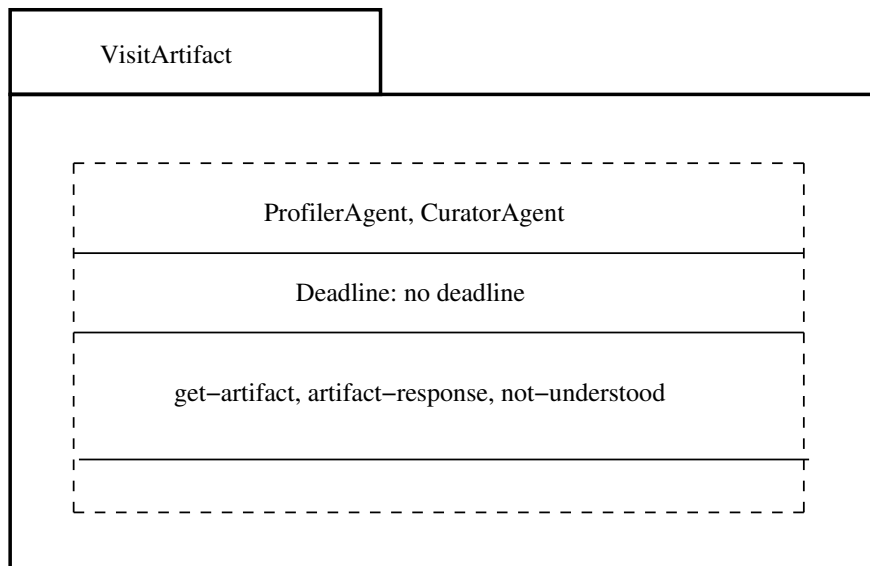 VisitArtifact
ProfilerAgent, CuratorAgent
Deadline: no deadline
get−artifact, artifact−response, not−understood